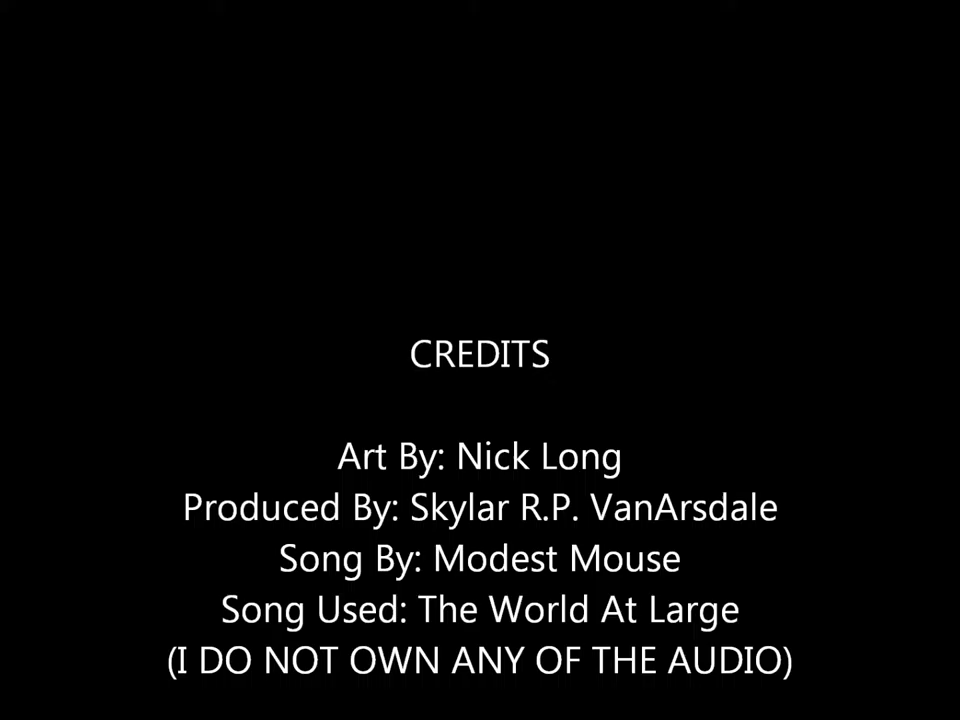 CREDITS
Art By: Nick Long
Produced By: Skylar R.P. VanArsdale
Song By: Modest Mouse
Song Used: The World At Large
(I DO NOT OWN ANY OF THE AUDIO)